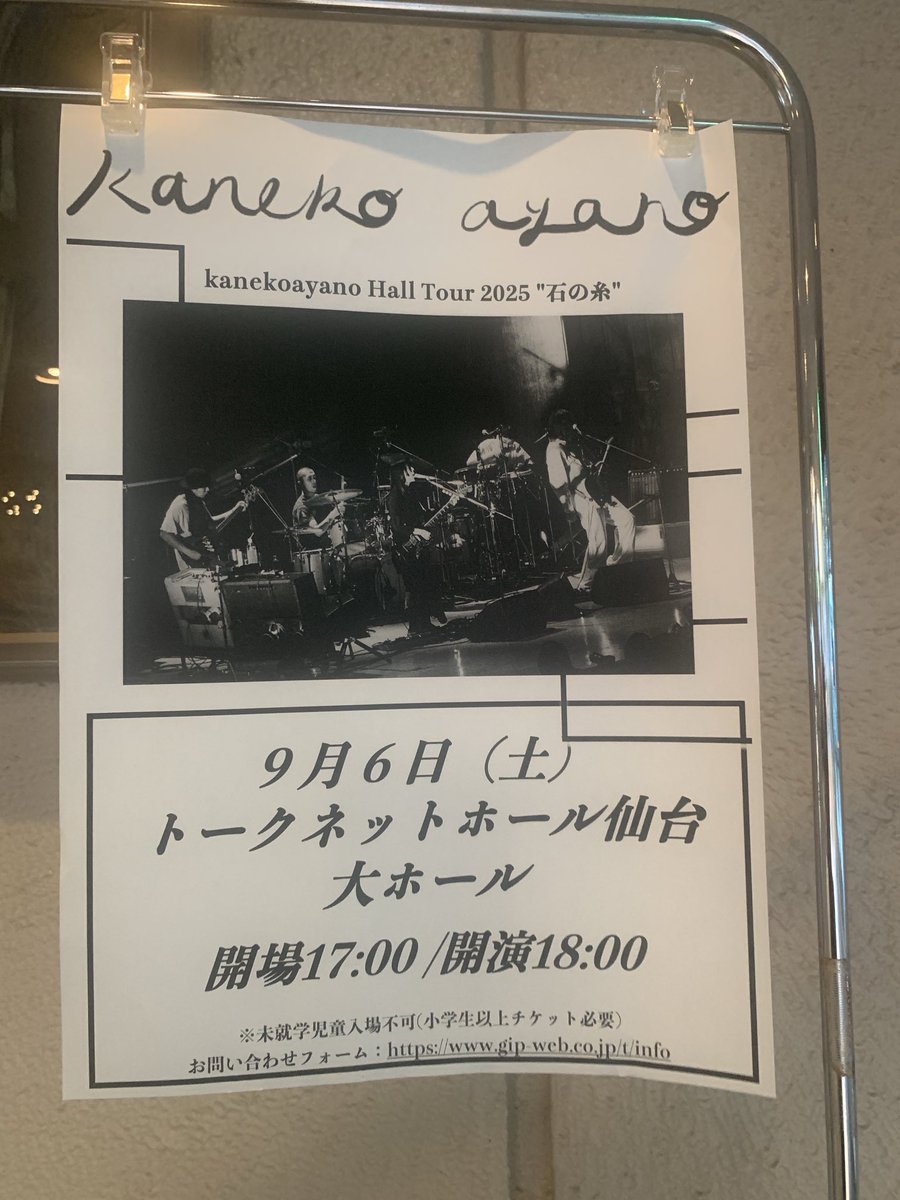 kaneko ayano
kanekoayano Hall Tour 2025 "石の糸"
9月6日（土）
トークネットホール仙台
大ホール
開場17:00 /開演18:00
※未就学児童入場不可(小学生以上チケット必要)
お問い合わせフォーム：https://www.gip-web.co.jp/t/info